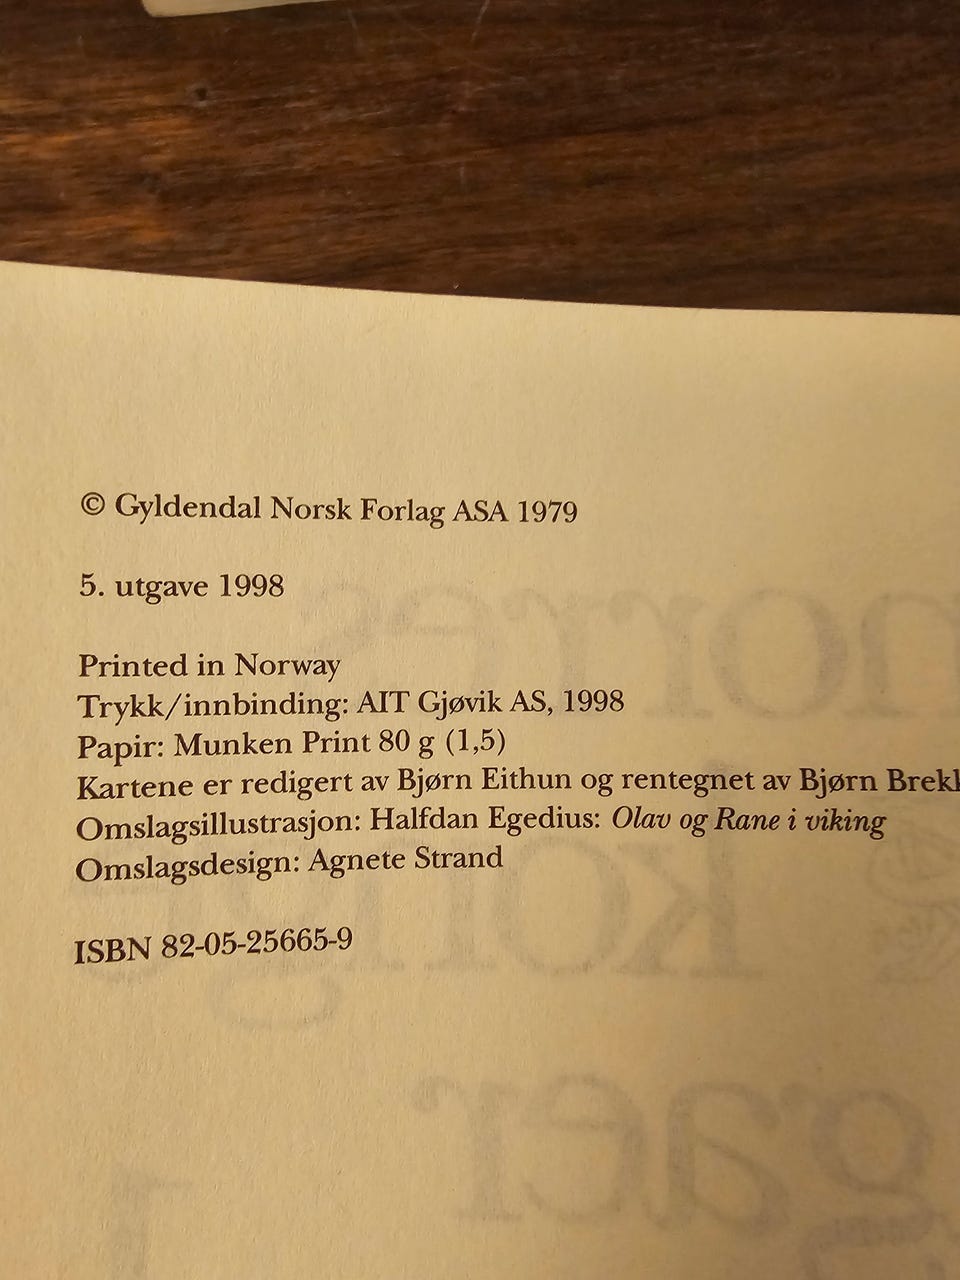 © Gyldendal Norsk Forlag ASA 1979
5. utgave 1998
Printed in Norway
Trykk/innbinding: AIT Gjøvik AS, 1998
Papir: Munken Print 80 g (1,5)
Kartene er redigert av Bjørn Eithun og rentegnet av Bjørn
Omslagsillustrasjon: Halfdan Egedius: Olav og Rane i viking
Omslagsdesign: Agnete Strand
ISBN 82-05-25665-9